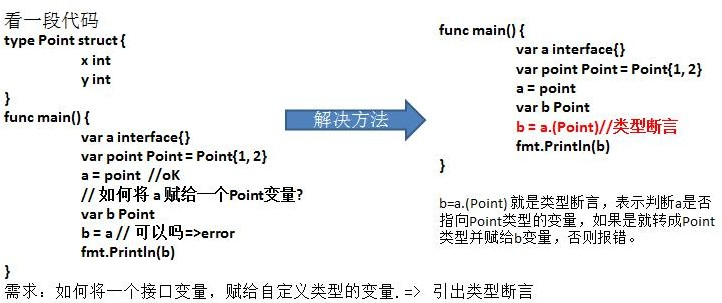 看一段代码
type Point struct {
x int
y int
}
func main() {
var a interface{}
var point Point = Point{1, 2}
a = point  //oK
// 如何将 a 赋给一个Point变量?
var b Point
b = a // 可以吗=>error
fmt.Println(b)
}
解决方法
func main() {
var a interface{}
var point Point = Point{1, 2}
a = point
var b Point
b = a.(Point)//类型断言
fmt.Println(b)
}
b=a.(Point) 就是类型断言，表示判断a是否
指向Point类型的变量，如果是就转成Point
类型并赋给b变量，否则报错。
需求: 如何将一个接口变量，赋给自定义类型的变量. => 引出类型断言